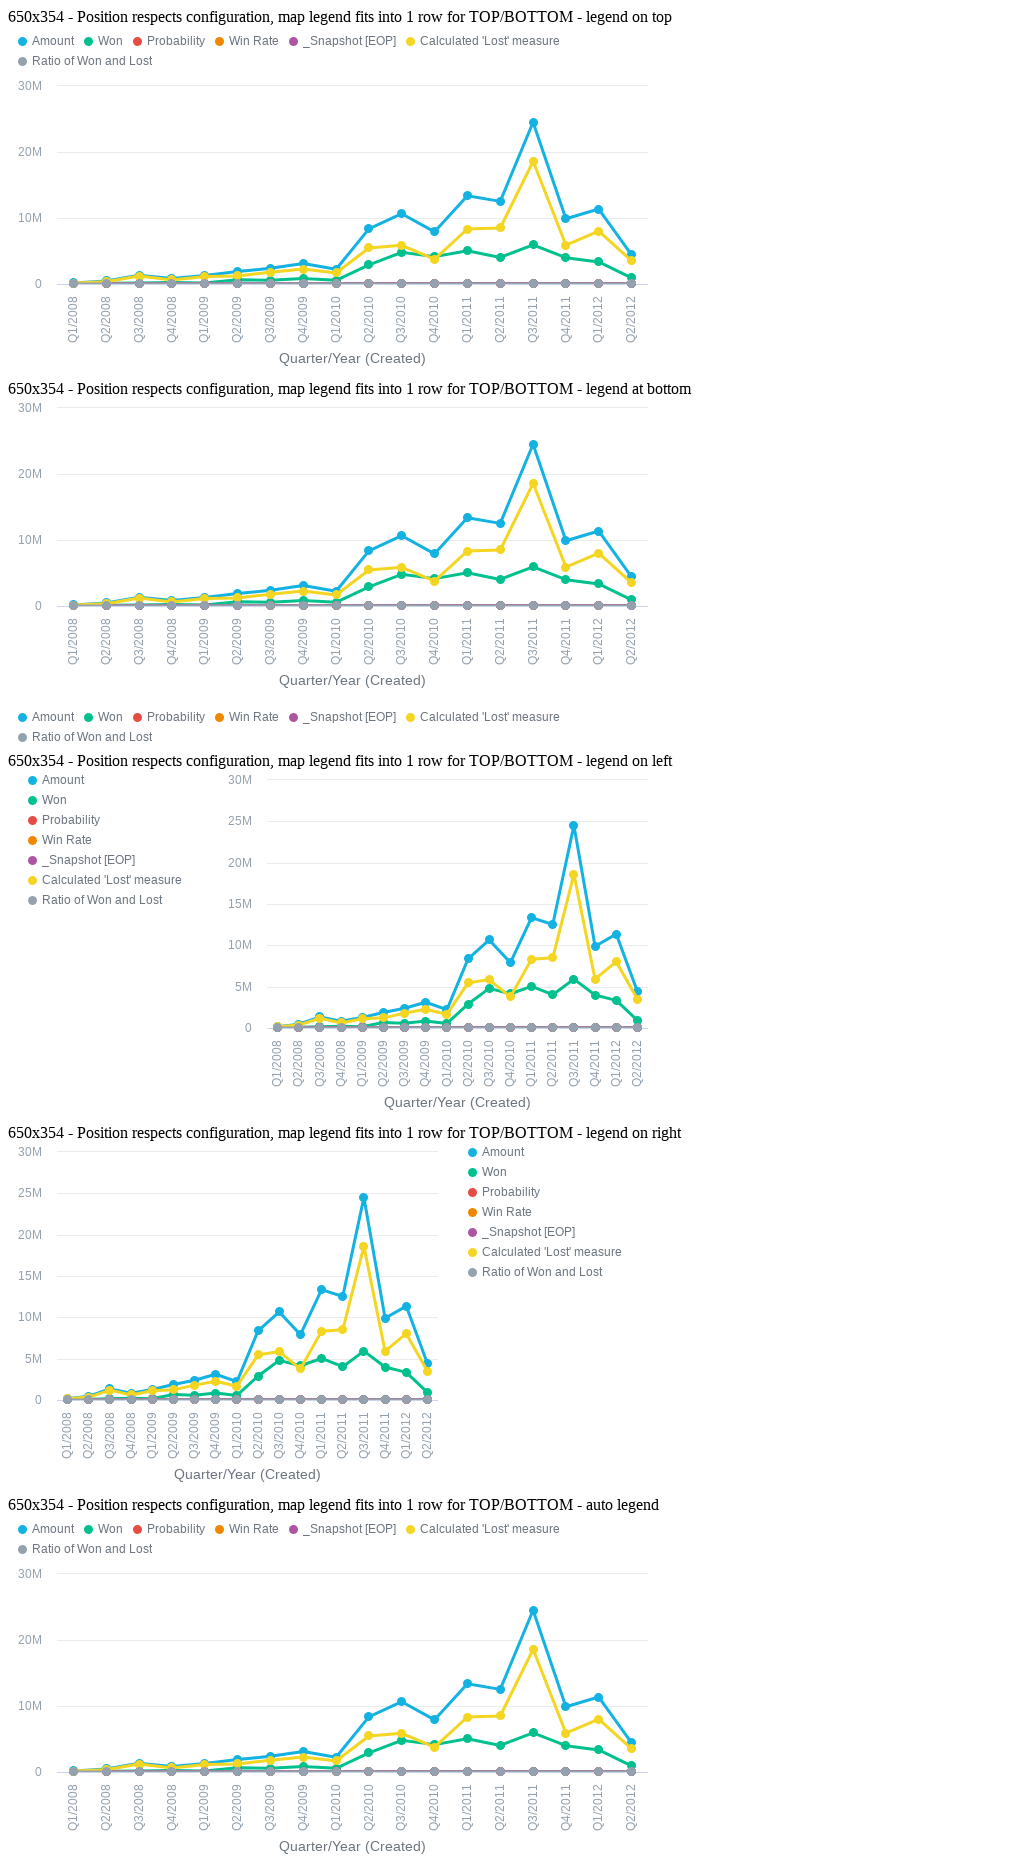 650x354 - Position respects configuration, map legend fits into 1 row for TOP/BOTTOM - legend on top
Amount Won Probability Win Rate _Snapshot [EOP] Calculated 'Lost' measure
Ratio of Won and Lost
30M
20M
10M
0
Q1/2008 Q2/2008 Q3/2008 Q4/2008 Q1/2009 Q2/2009 Q3/2009 Q4/2009 Q1/2010 Q2/2010 Q3/2010 Q4/2010 Q1/2011 Q2/2011 Q3/2011 Q4/2011 Q1/2012 Q2/2012
Quarter/Year (Created)
650x354 - Position respects configuration, map legend fits into 1 row for TOP/BOTTOM - legend at bottom
30M
20M
10M
0
Q1/2008 Q2/2008 Q3/2008 Q4/2008 Q1/2009 Q2/2009 Q3/2009 Q4/2009 Q1/2010 Q2/2010 Q3/2010 Q4/2010 Q1/2011 Q2/2011 Q3/2011 Q4/2011 Q1/2012 Q2/2012
Quarter/Year (Created)
Amount Won Probability Win Rate _Snapshot [EOP] Calculated 'Lost' measure
Ratio of Won and Lost
650x354 - Position respects configuration, map legend fits into 1 row for TOP/BOTTOM - legend on left
Amount
Won
Probability
Win Rate
_Snapshot [EOP]
Calculated 'Lost' measure
Ratio of Won and Lost
30M
25M
20M
15M
10M
5M
0
Q1/2008 Q2/2008 Q3/2008 Q4/2008 Q1/2009 Q2/2009 Q3/2009 Q4/2009 Q1/2010 Q2/2010 Q3/2010 Q4/2010 Q1/2011 Q2/2011 Q3/2011 Q4/2011 Q1/2012 Q2/2012
Quarter/Year (Created)
650x354 - Position respects configuration, map legend fits into 1 row for TOP/BOTTOM - legend on right
30M
25M
20M
15M
10M
5M
0
Q1/2008 Q2/2008 Q3/2008 Q4/2008 Q1/2009 Q2/2009 Q3/2009 Q4/2009 Q1/2010 Q2/2010 Q3/2010 Q4/2010 Q1/2011 Q2/2011 Q3/2011 Q4/2011 Q1/2012 Q2/2012
Quarter/Year (Created)
Amount
Won
Probability
Win Rate
_Snapshot [EOP]
Calculated 'Lost' measure
Ratio of Won and Lost
650x354 - Position respects configuration, map legend fits into 1 row for TOP/BOTTOM - auto legend
Amount Won Probability Win Rate _Snapshot [EOP] Calculated 'Lost' measure
Ratio of Won and Lost
30M
20M
10M
0
Q1/2008 Q2/2008 Q3/2008 Q4/2008 Q1/2009 Q2/2009 Q3/2009 Q4/2009 Q1/2010 Q2/2010 Q3/2010 Q4/2010 Q1/2011 Q2/2011 Q3/2011 Q4/2011 Q1/2012 Q2/2012
Quarter/Year (Created)